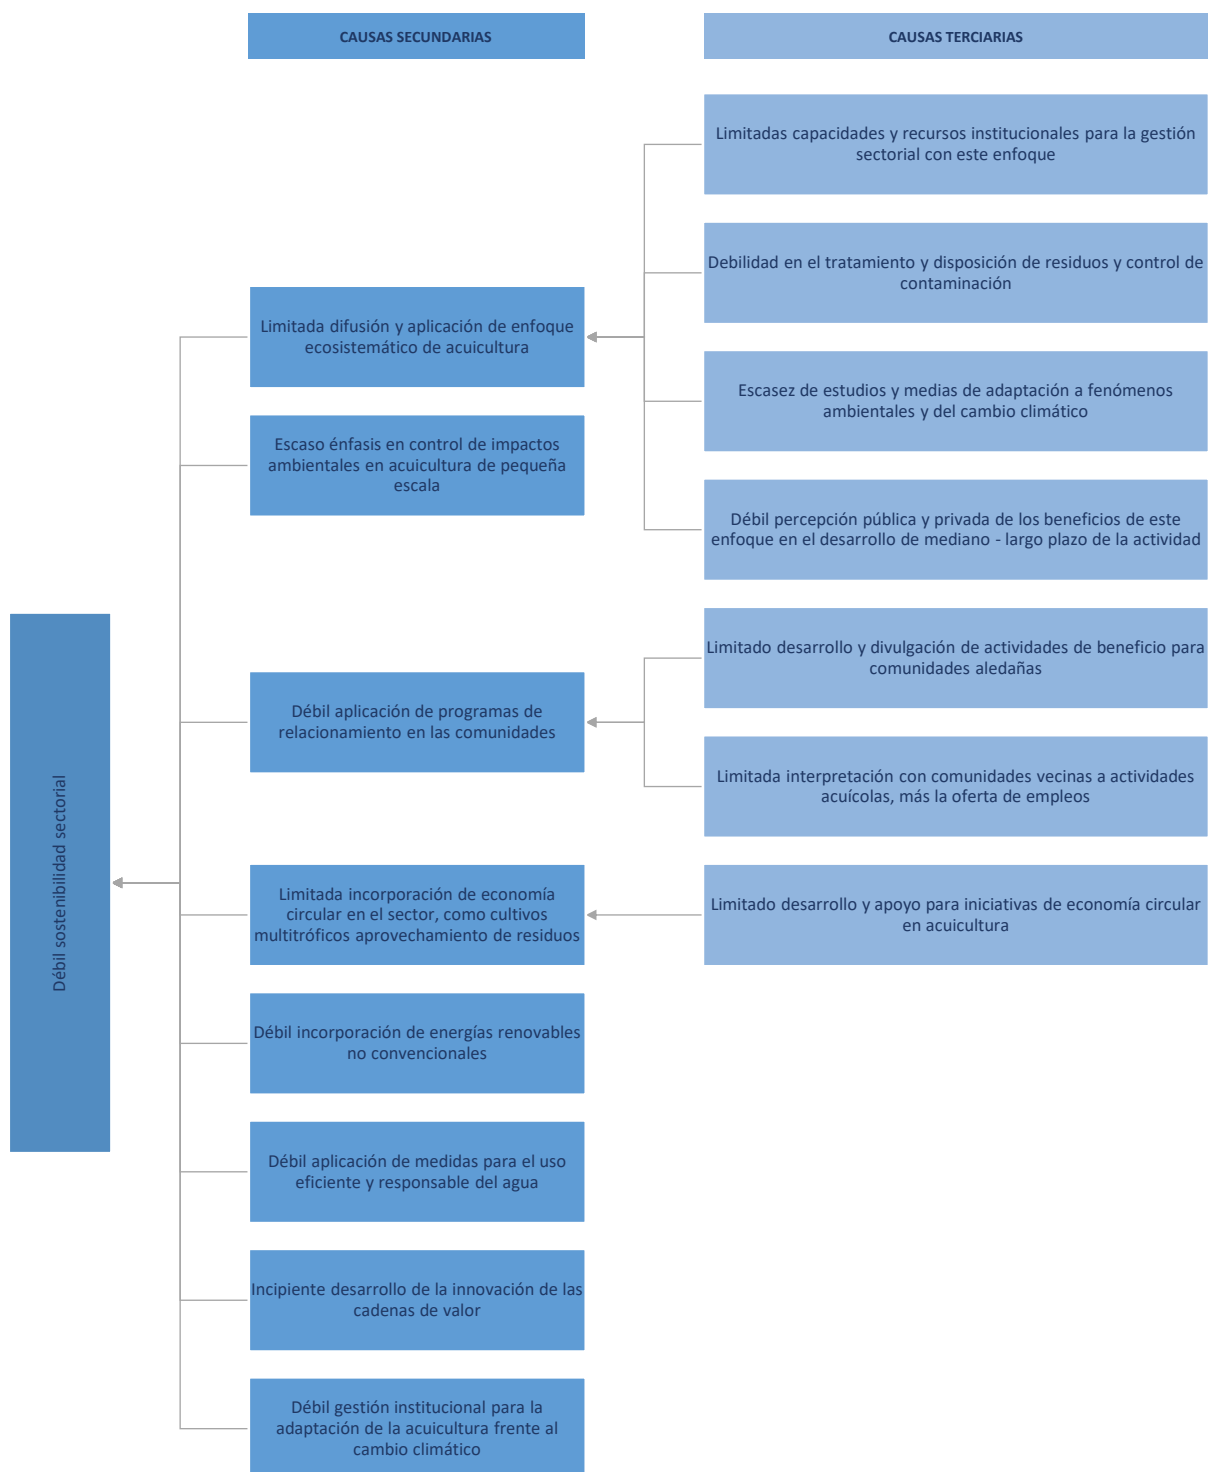 CAUSAS SECUNDARIAS
CAUSAS TERCIARIAS
Limitadas capacidades y recursos institucionales para la gestión
sectorial con este enfoque
Debilidad en el tratamiento y disposición de residuos y control de
contaminación
Limitada difusión y aplicación de enfoque
ecosistemático de acuicultura
Escasez de estudios y medias de adaptación a fenómenos
ambientales y del cambio climático
Escaso énfasis en control de impactos
ambientales en acuicultura de pequeña
escala
Débil percepción pública y privada de los beneficios de este
enfoque en el desarrollo de mediano - largo plazo de la actividad
Limitado desarrollo y divulgación de actividades de beneficio para
comunidades aledañas
Débil aplicación de programas de
relacionamiento en las comunidades
Limitada interpretación con comunidades vecinas a actividades
acuícolas, más la oferta de empleos
Débil sostenibilidad sectorial
Limitada incorporación de economía
circular en el sector, como cultivos
multitróficos aprovechamiento de residuos
Limitado desarrollo y apoyo para iniciativas de economía circular
en acuicultura
Débil incorporación de energías renovables
no convencionales
Débil aplicación de medidas para el uso
eficiente y responsable del agua
Incipiente desarrollo de la innovación de las
cadenas de valor
Débil gestión institucional para la
adaptación de la acuicultura frente al
cambio climático